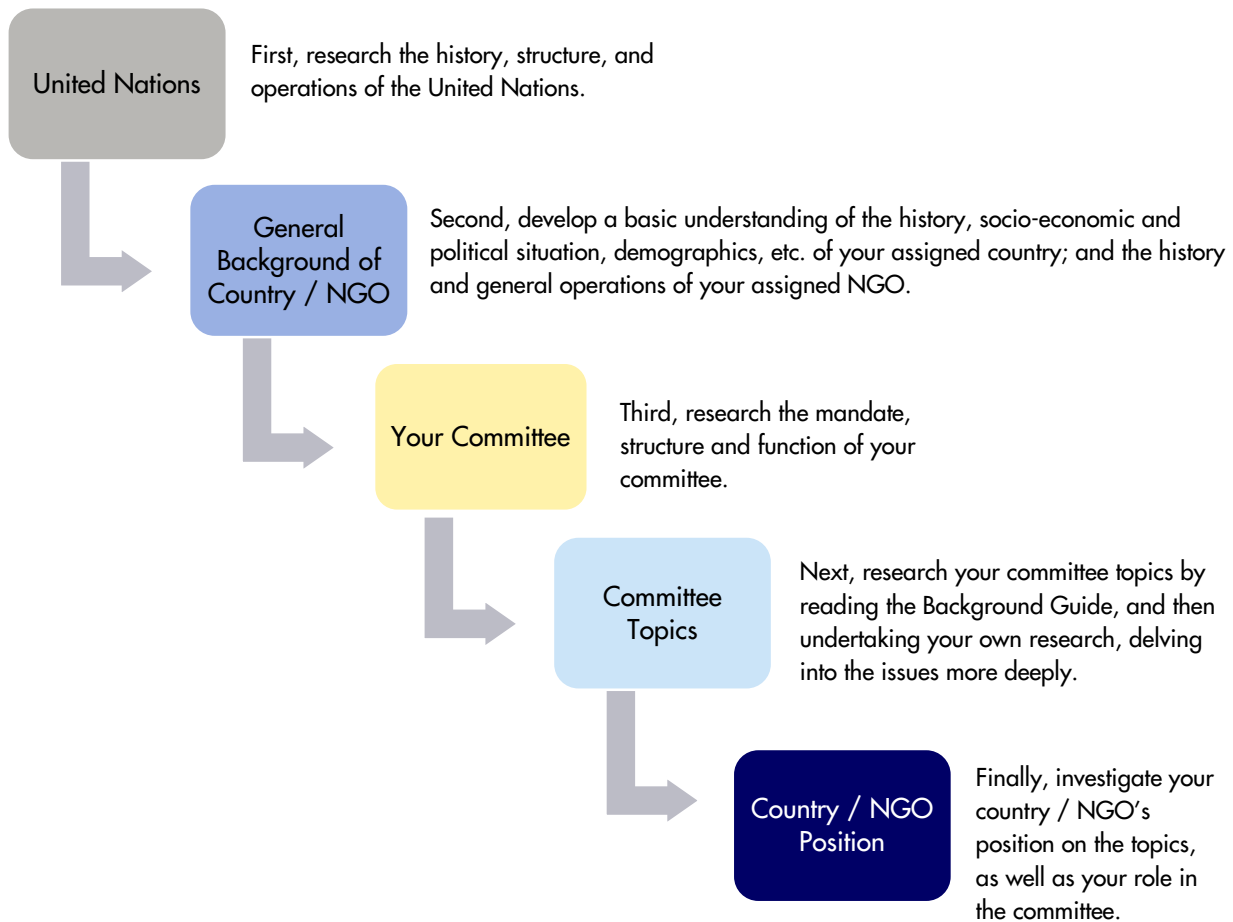 United Nations
First, research the history, structure, and
operations of the United Nations.
General
Background of
Country / NGO
Second, develop a basic understanding of the history, socio-economic and
political situation, demographics, etc. of your assigned country; and the history
and general operations of your assigned NGO.
Your Committee
Third, research the mandate,
structure and function of your
committee.
Committee
Topics
Next, research your committee topics by
reading the Background Guide, and then
undertaking your own research, delving
into the issues more deeply.
Country / NGO
Position
Finally, investigate your
country / NGO’s
position on the topics,
as well as your role in
the committee.